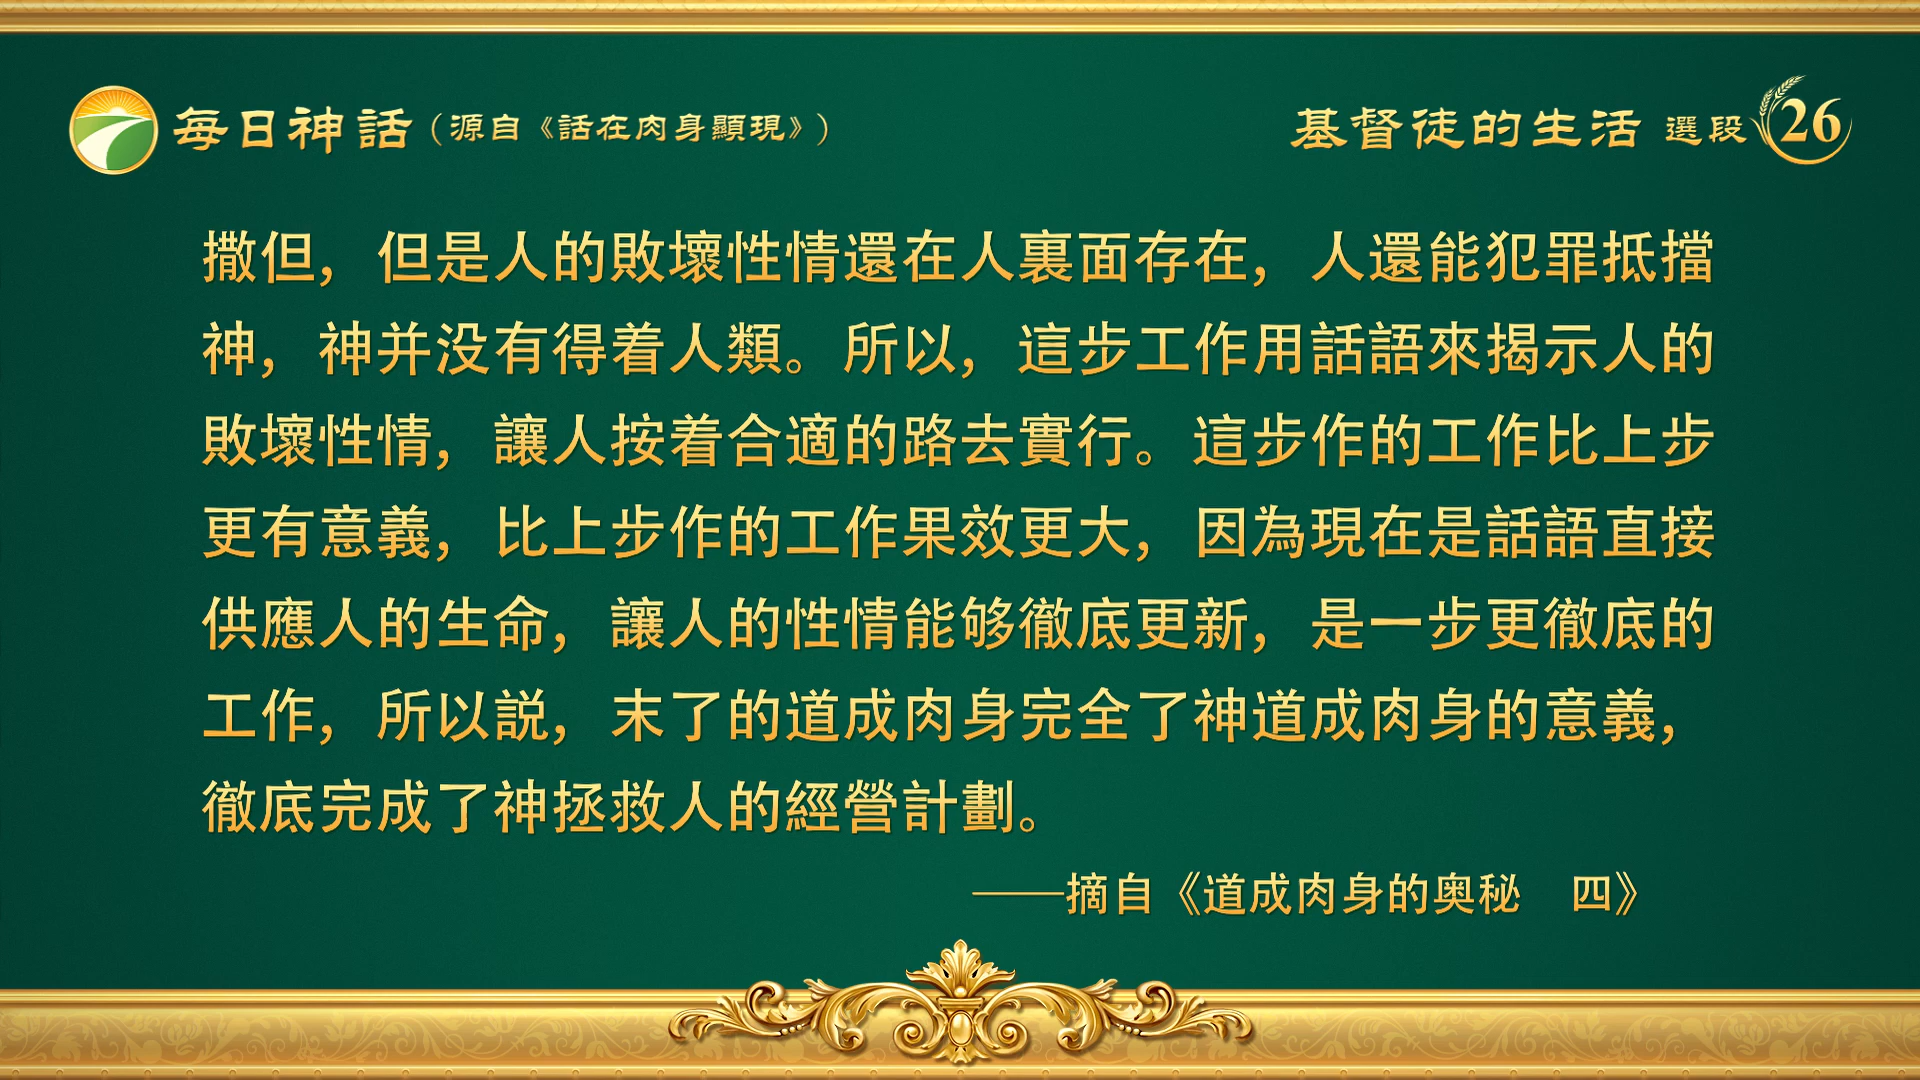 每日神話（源自《話在肉身顯現》）
基督徒的生活 選段 26
撒但，但是人的敗壞性情還在人裏面存在，人還能犯罪抵擋
神，神并没有得着人類。所以，這步工作用話語來揭示人的
敗壞性情，讓人按着合適的路去實行。這步作的工作比上步
更有意義，比上步作的工作果效更大，因為現在是話語直接
供應人的生命，讓人的性情能够徹底更新，是一步更徹底的
工作，所以説，末了的道成肉身完全了神道成肉身的意義，
徹底完成了神拯救人的經營計劃。
——摘自《道成肉身的奥秘　四》